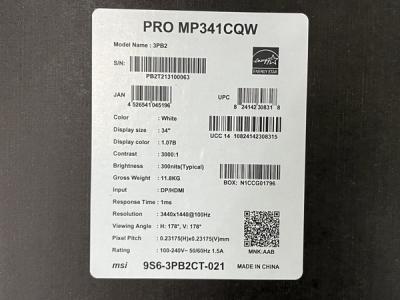 PRO MP341CQW
Model Name : 3PB2
S/N:
PB2T213100063
ENERGY STAR
JAN
4 526541 045196
UPC
8 24142 30831 8
UCC 14 10824142308315
Color : White
Display size : 34"
Display color : 1.07B
Contrast : 3000:1
Brightness : 300nits(Typical)
Gross Weight : 11.8KG
BOX: N1CCG01796
Input : DP/HDMI
Response Time : 1ms
Resolution : 3440x1440@100Hz
Viewing Angle : H: 178°, V: 178°
Pixel Pitch : 0.23175(H)x0.23175(V)mm
Rating : 100-240V~ 50/60Hz 1.5A
MNK:AAB
msi 9S6-3PB2CT-021 MADE IN CHINA